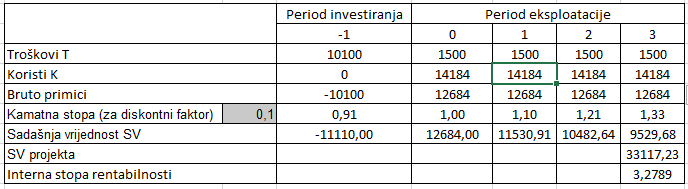 Period investiranja Period eksploatacije
-1 0 1 2 3
Troškovi T 10100 1500 1500 1500 1500
Koristi K 0 14184 14184 14184 14184
Bruto primici -10100 12684 12684 12684 12684
Kamatna stopa (za diskontni faktor) 0,1 0,91 1,00 1,10 1,21 1,33
Sadašnja vrijednost SV -11110,00 12684,00 11530,91 10482,64 9529,68
SV projekta 33117,23
Interna stopa rentabilnosti 3,2789